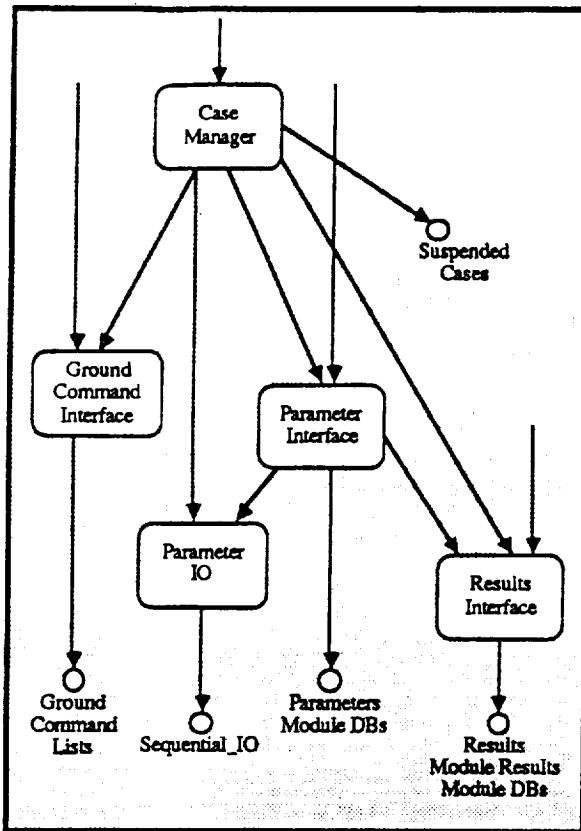 Case
Manager
Suspended
Cases
Ground
Command
Interface
Parameter
Interface
Parameter
IO
Results
Interface
Ground
Command
Lists
Sequential_IO
Parameters
Module DBs
Results
Module Results
Module DBs